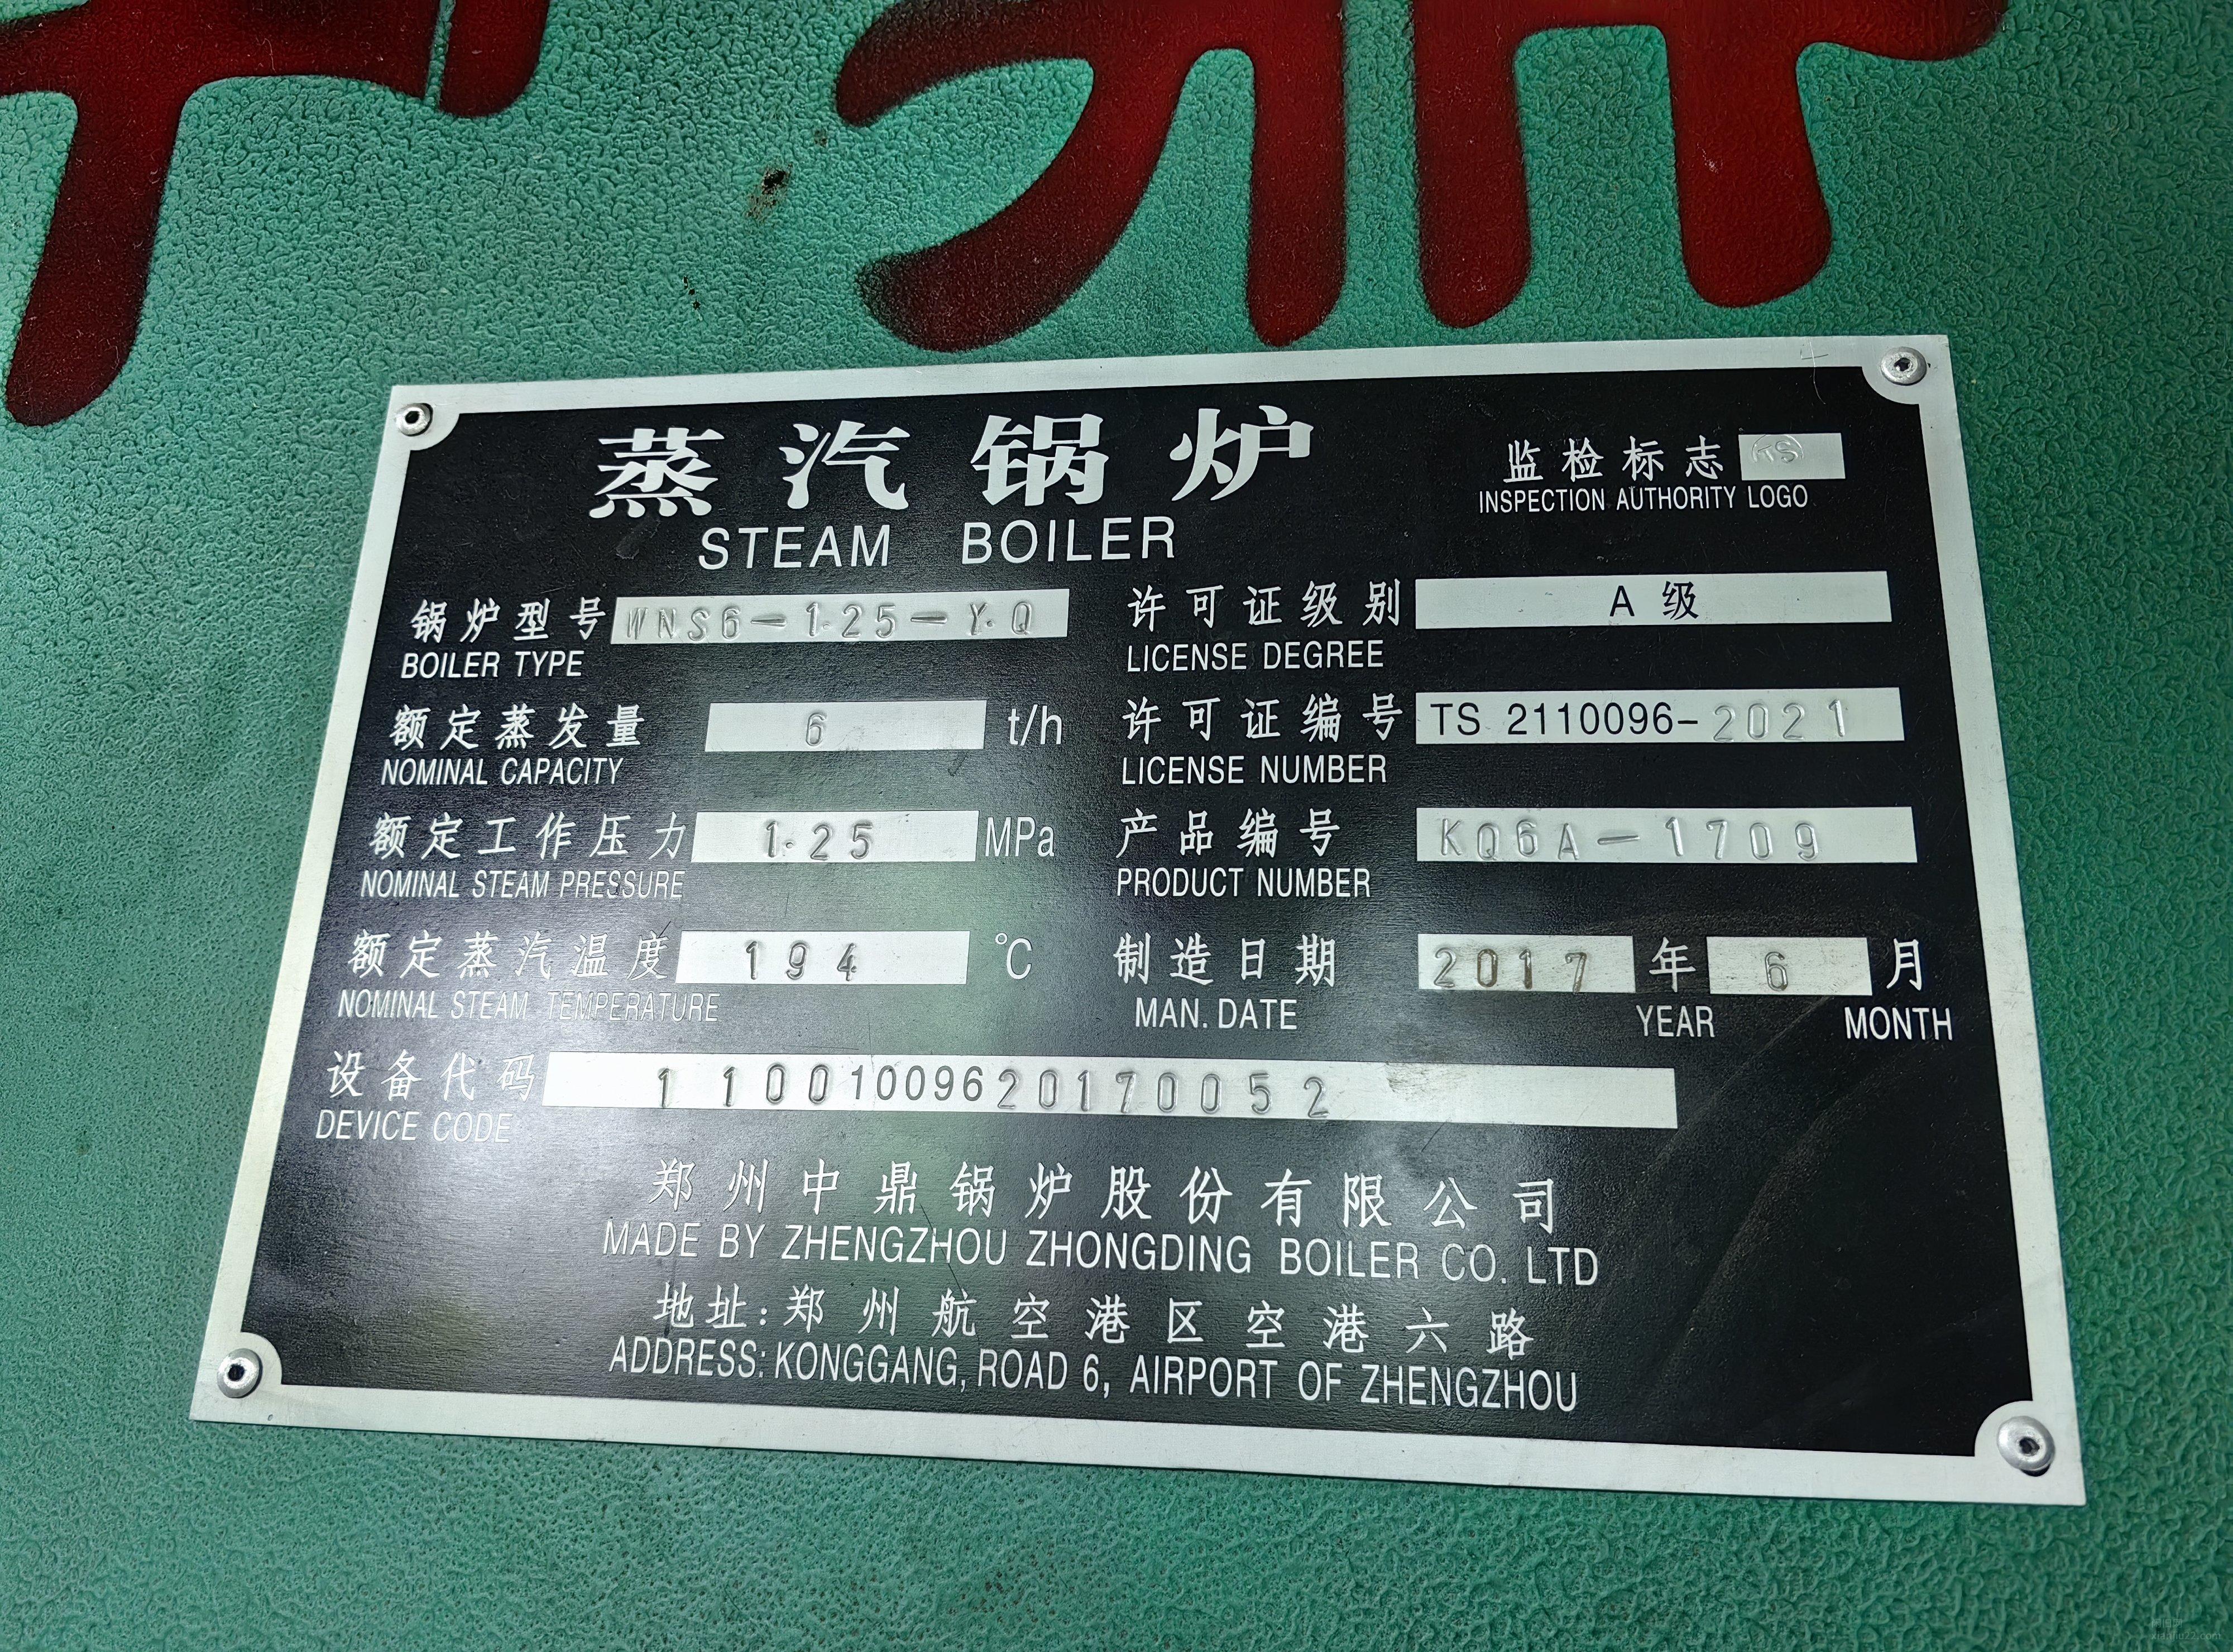 蒸汽锅炉
STEAM BOILER
监检标志 KS
INSPECTION AUTHORITY LOGO
锅炉型号 WNS6-1.25-Y.Q
BOILER TYPE
许可证级别 A级
LICENSE DEGREE
额定蒸发量 6 t/h
NOMINAL CAPACITY
许可证编号 TS 2110096-2021
LICENSE NUMBER
额定工作压力 1.25 MPa
NOMINAL STEAM PRESSURE
产品编号 KQ6A-1709
PRODUCT NUMBER
额定蒸汽温度 194 ℃
NOMINAL STEAM TEMPERATURE
制造日期 2017 年 6 月
MAN. DATE YEAR MONTH
设备代码 11001009620170052
DEVICE CODE
郑州中鼎锅炉股份有限公司
MADE BY ZHENGZHOU ZHONGDING BOILER CO. LTD
地址:郑州航空港区空港六路
ADDRESS: KONGGANG, ROAD 6, AIRPORT OF ZHENGZHOU